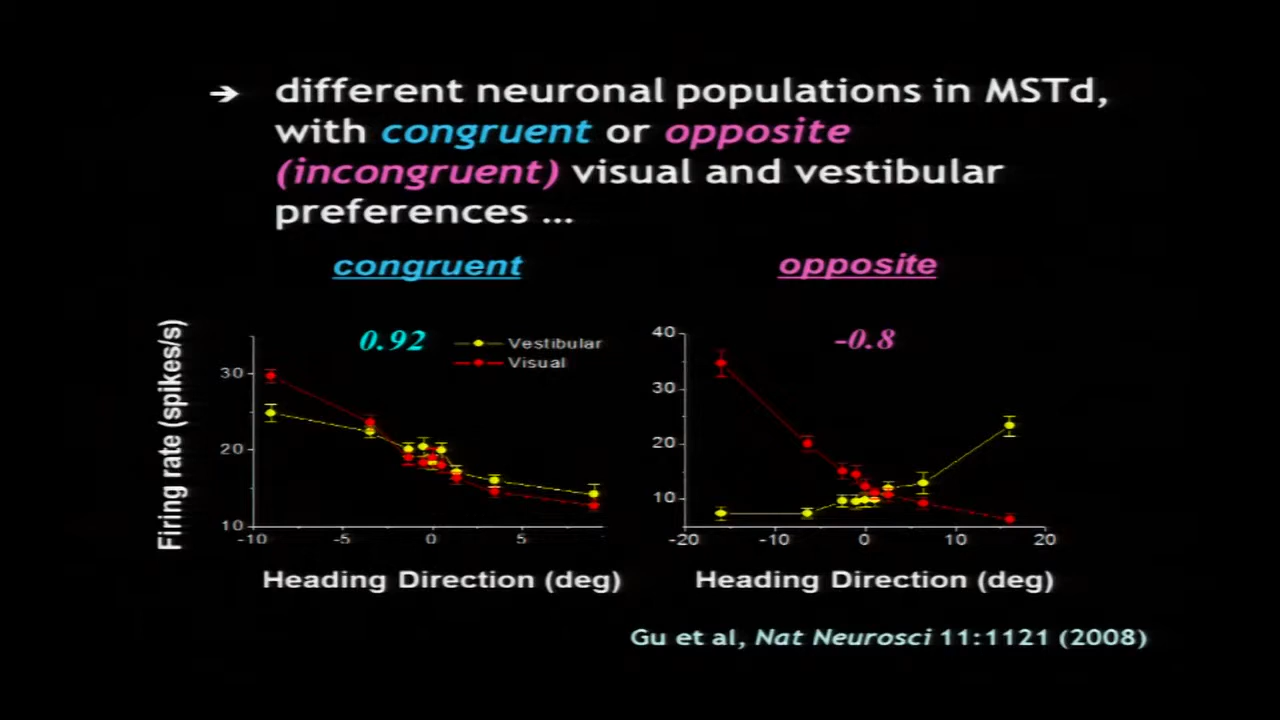 ➔ different neuronal populations in MSTd,
with congruent or opposite
(incongruent) visual and vestibular
preferences ...
congruent
opposite
0.92
Vestibular
Visual
Firing rate (spikes/s)
30
20
10
-10 -5 0 5
Heading Direction (deg)
-0.8
40
30
20
10
-20 -10 0 10 20
Heading Direction (deg)
Gu et al, Nat Neurosci 11:1121 (2008)